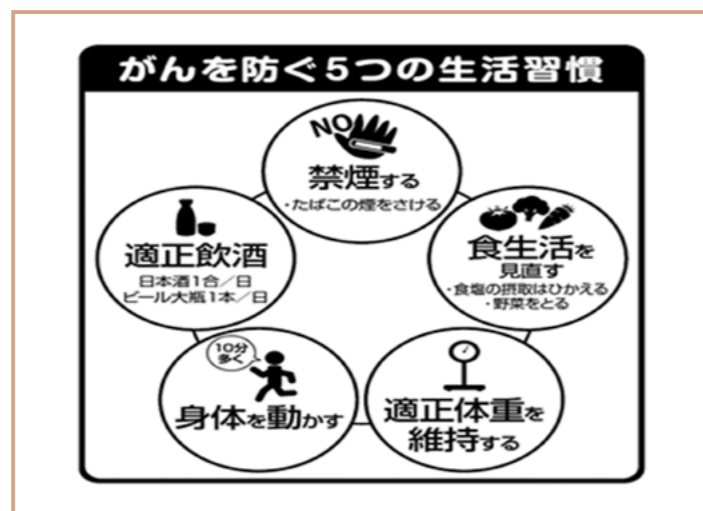 がんを防ぐ5つの生活習慣
NO
禁煙する
・たばこの煙をさける
食生活を
見直す
・食塩の摂取はひかえる
・野菜をとる
適正体重を
維持する
10分
多く
身体を動かす
適正飲酒
日本酒1合/日
ビール大瓶1本/日